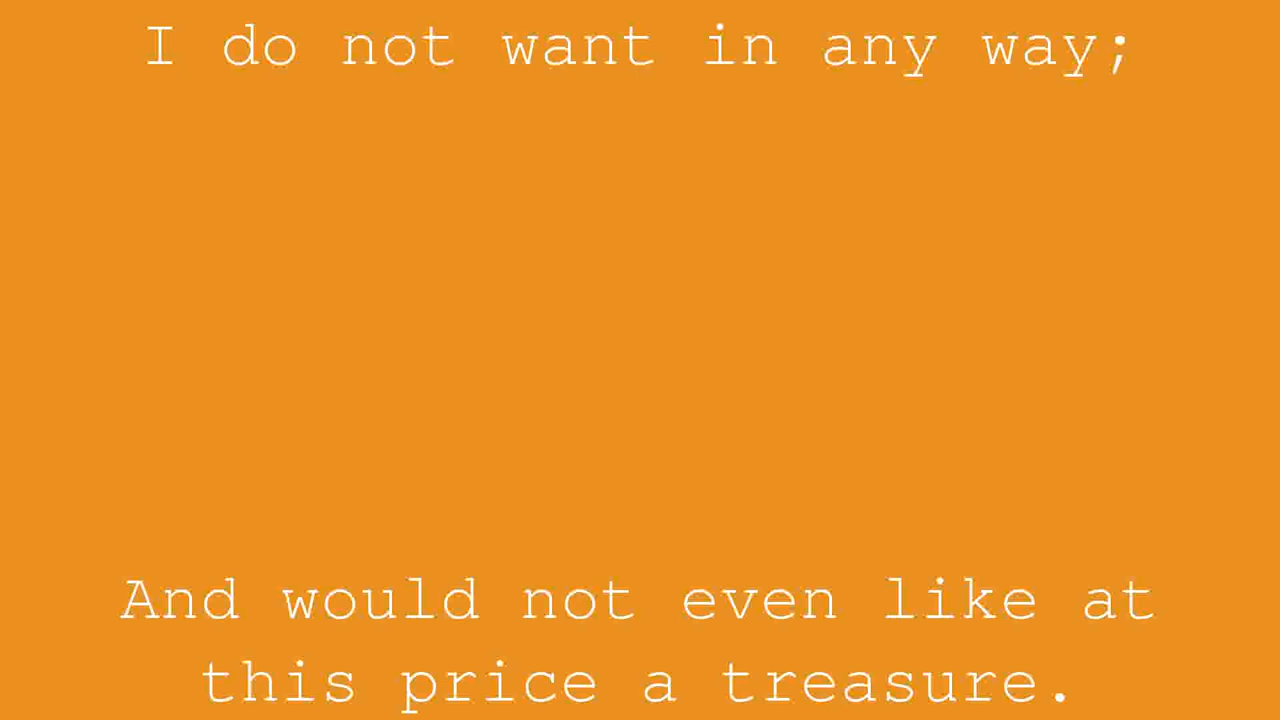 I do not want in any way;
And would not even like at
this price a treasure.